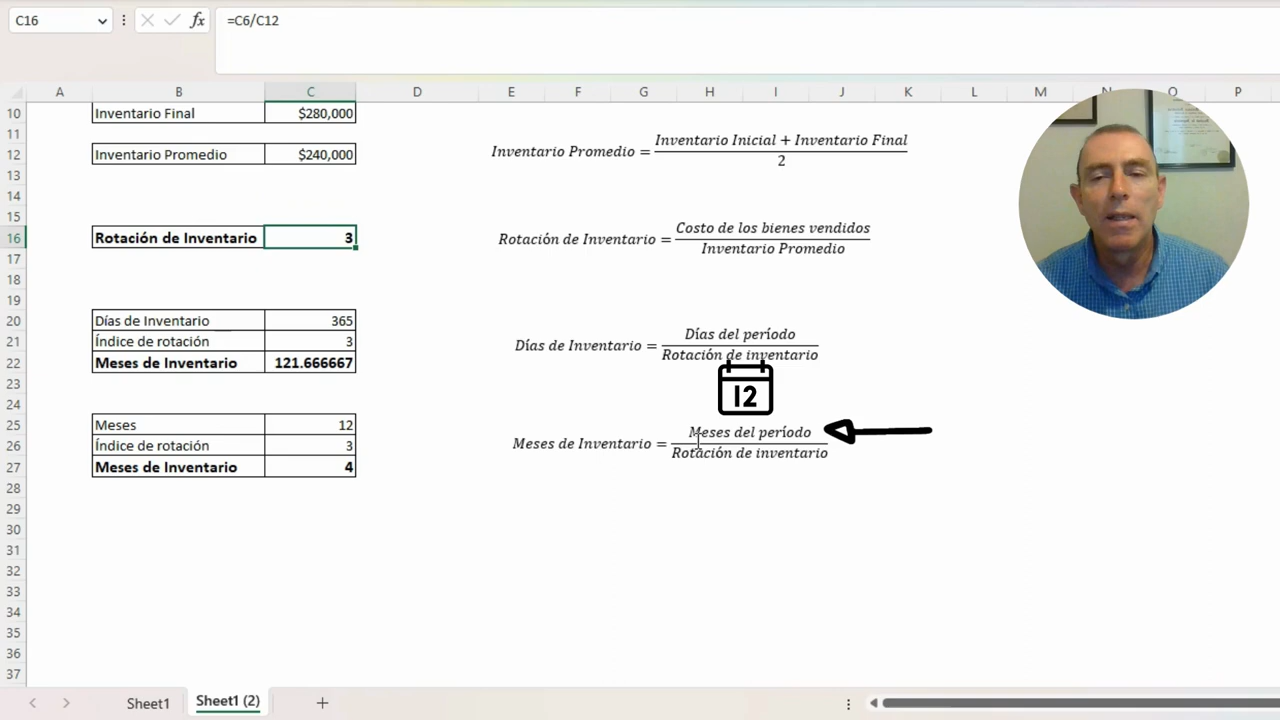 C16
fx
=C6/C12
A B C D E F G H I J K L M N O P
10 Inventario Final $280,000
11
Inventario Promedio = Inventario Inicial + Inventario Final / 2
12 Inventario Promedio $240,000
13
14
15
16 Rotación de Inventario 3
Rotación de Inventario = Costo de los bienes vendidos / Inventario Promedio
17
18
19
20 Días de Inventario 365
21 Índice de rotación 3
Días de Inventario = Días del período / Rotación de inventario
22 Meses de Inventario 121.666667
23
12
24
25 Meses 12
26 Índice de rotación 3
Meses de Inventario = Meses del período / Rotación de inventario
27 Meses de Inventario 4
28
29
30
31
32
33
34
35
36
37
Sheet1 Sheet1 (2)